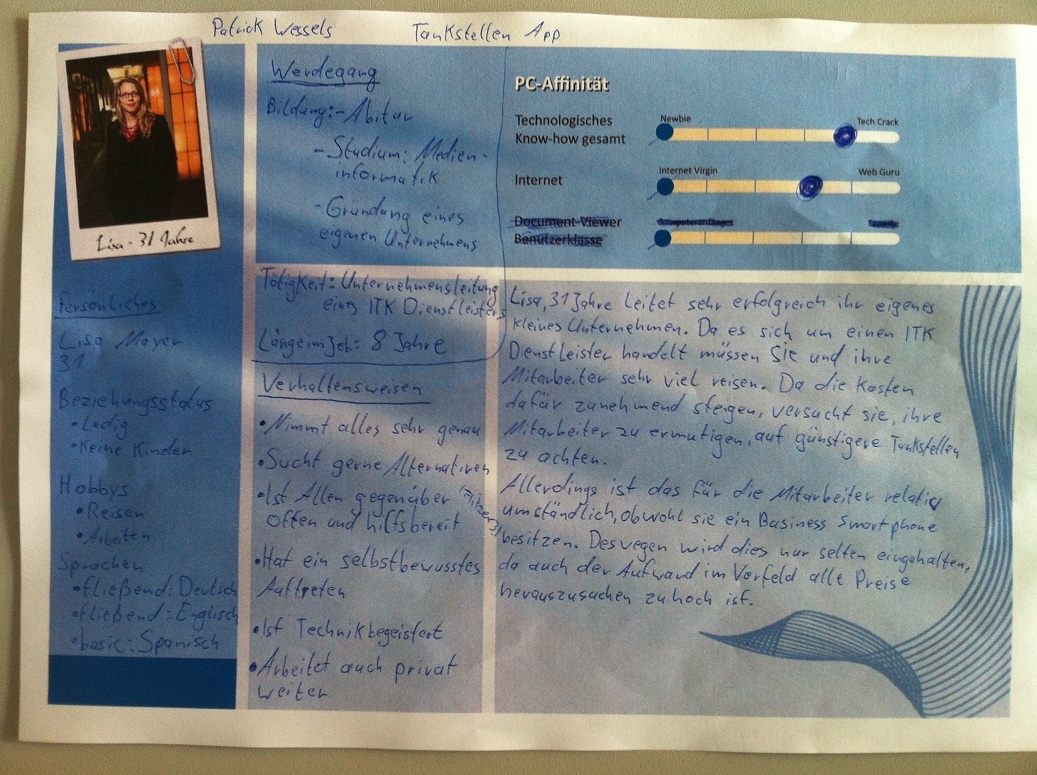 Patrick Wessels Tankstellen App
Lisa - 31 Jahre
Persönliches
Lisa Mayer
31
Beziehungsstatus
• Ledig
• Keine Kinder
Hobbys
• Reisen
• Arbeiten
Sprachen
• fließend: Deutsch
• fließend: Englisch
• basic: Spanisch
Werdegang
Bildung: - Abitur
- Studium: Medien-
informatik
- Gründung eines
eigenen Unternehmens
Tätigkeit: Unternehmensleitung
eines ITK Dienstleisters
Länge im Job: 8 Jahre
Verhaltensweisen
• Nimmt alles sehr genau
• Sucht gerne Alternativen
• Ist Allen gegenüber
offen und hilfsbereit
• Hat ein selbstbewusstes
Auftreten
• Ist Technikbegeistert
• Arbeitet auch privat
weiter
PC-Affinität
Technologisches
Know-how gesamt
Newbie Tech Crack
Internet
Internet Virgin Web Guru
Document-Viewer
Benutzerklasse
Lisa, 31 Jahre leitet sehr erfolgreich ihr eigenes
kleines Unternehmen. Da es sich um einen ITK
Dienstleister handelt müssen Sie und ihre
Mitarbeiter sehr viel reisen. Da die Kosten
dafür zunehmend steigen, versucht sie, ihre
Mitarbeiter zu ermutigen, auf günstigere Tankstellen
zu achten.
Allerdings ist das für die Mitarbeiter relativ
umständlich, obwohl sie ein Business Smartphone
besitzen. Deswegen wird dies nur selten eingehalten,
da auch der Aufwand im Vorfeld alle Preise
herauszusuchen zu hoch ist.